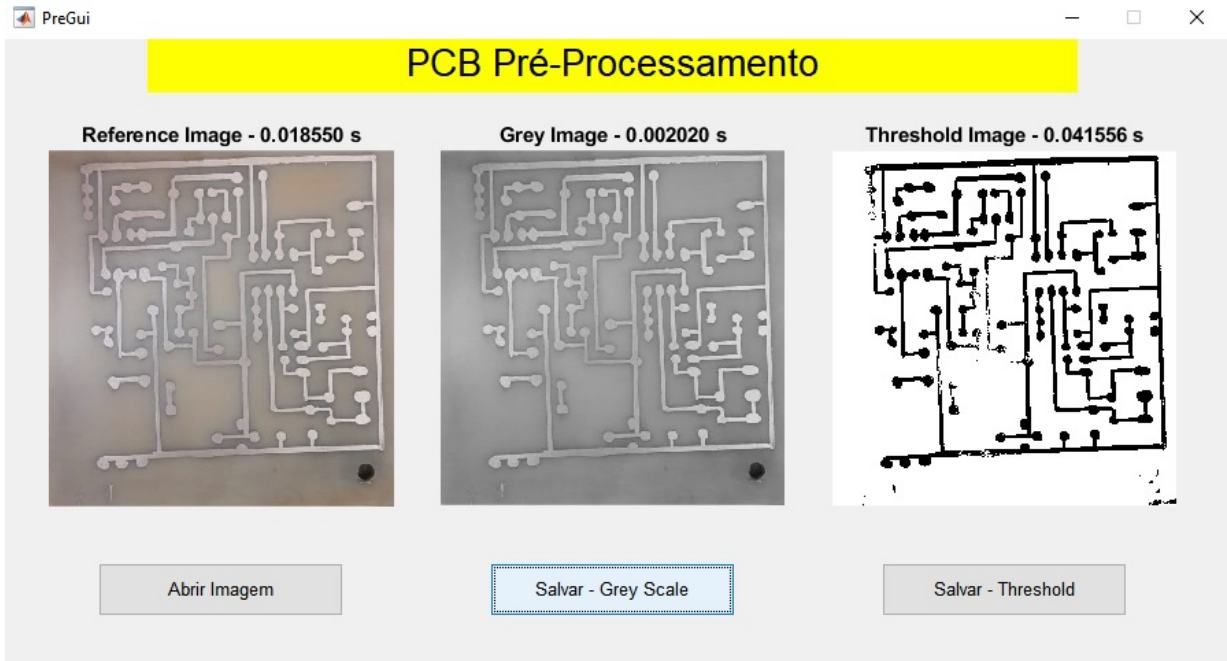 PreGui
PCB Pré-Processamento
Reference Image - 0.018550 s
Grey Image - 0.002020 s
Threshold Image - 0.041556 s
Abrir Imagem
Salvar - Grey Scale
Salvar - Threshold